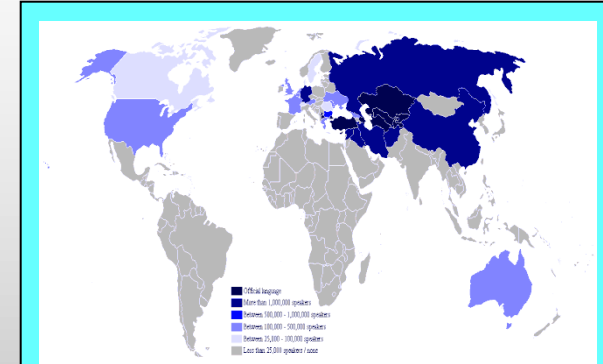 Official language
More than 1,000,000 speakers
Between 500,000 - 1,000,000 speakers
Between 100,000 - 500,000 speakers
Between 25,000 - 100,000 speakers
Less than 25,000 speakers / none